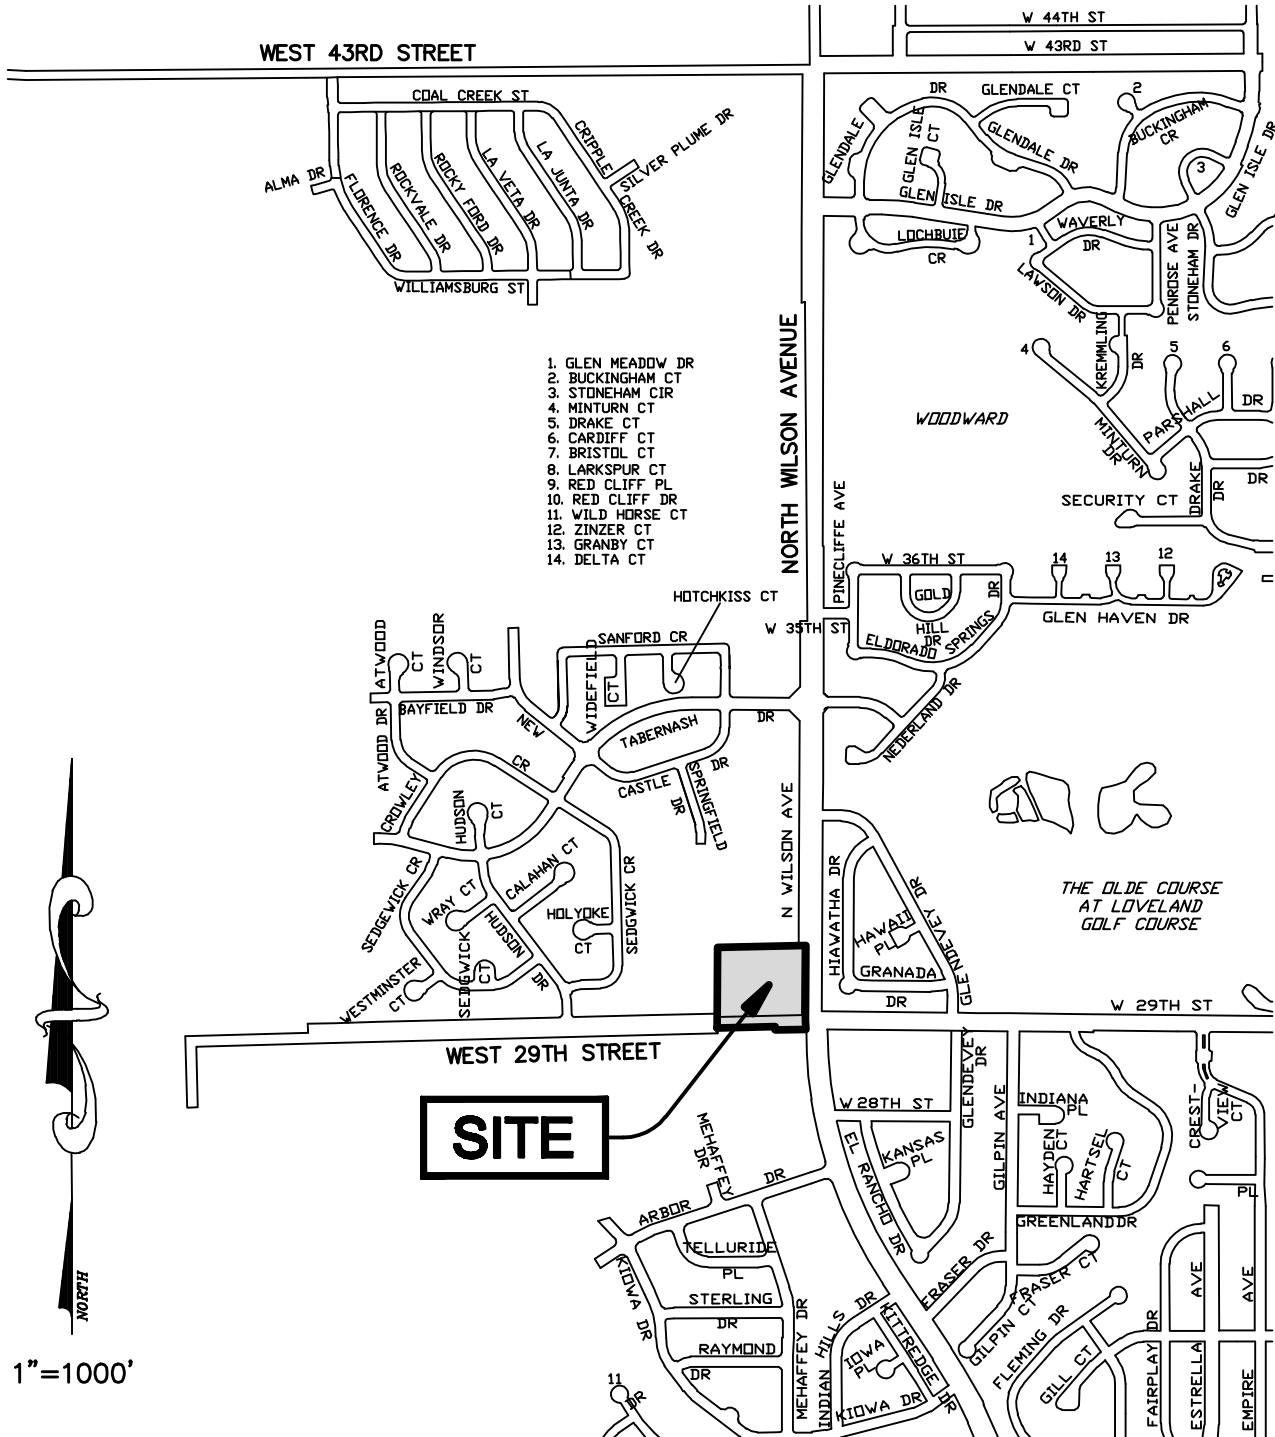 W 44TH ST
WEST 43RD STREET
W 43RD ST
COAL CREEK ST
CRIPPLE
CREEK DR
SILVER PLUME DR
ALMA DR
FLORENCE DR
ROCKVALE DR
ROCKY FORD DR
LA VETA DR
LA JUNTA DR
WILLIAMSBURG ST
GLENDALE
DR
GLENDALE CT
GLEN ISLE
CT
GLENDALE DR
2
BUCKINGHAM
CR
3
GLEN ISLE DR
GLEN ISLE DR
LOCHBUIE
CR
WAVERLY
DR
1
LAWSON DR
PENROSE AVE
STONEHAM DR
KREMMLING
DR
4
5
6
PARSHALL
DR
MINTURN
DR
DRAKE
DR
DR
SECURITY CT
WOODWARD
NORTH WILSON AVENUE
1. GLEN MEADOW DR
2. BUCKINGHAM CT
3. STONEHAM CIR
4. MINTURN CT
5. DRAKE CT
6. CARDIFF CT
7. BRISTOL CT
8. LARKSPUR CT
9. RED CLIFF PL
10. RED CLIFF DR
11. WILD HORSE CT
12. ZINZER CT
13. GRANBY CT
14. DELTA CT
PINECLIFFE AVE
W 36TH ST
14
13
12
GOLD
HILL
DR
DR
GLEN HAVEN DR
ELDORADO
SPRINGS
W 35TH ST
NEDERLAND DR
HOTCHKISS CT
SANFORD CR
WIDEFIELD
CT
ATWOOD
CT
WINDSOR
CT
BAYFIELD DR
ATWOOD DR
NEW
CASTLE
DR
TABERNASH
DR
SPRINGFIELD
DR
CROWLEY
CR
HUDSON
CT
SEDGEWICK CR
WRAY CT
CALAHAN CT
HOLYOKE
CT
SEDGWICK CR
HUDSON
DR
SEDGWICK
CT
WESTMINSTER
CT
N WILSON AVE
HIAWATHA DR
HAWAII
PL
GLENDEVEY DR
GLENDEVEY DR
GRANADA
DR
THE OLDE COURSE
AT LOVELAND
GOLF COURSE
W 29TH ST
WEST 29TH STREET
SITE
MEHAFFEY
DR
W 28TH ST
EL RANCHO DR
KANSAS
PL
GILPIN AVE
INDIANA
PL
HAYDEN
CT
HARTSEL
CT
GREENLAND DR
CREST-
VIEW
CT
PL
ARBOR
DR
TELLURIDE
PL
STERLING
DR
RAYMOND
DR
KIOWA DR
MEHAFFEY DR
INDIAN HILLS DR
IOWA
PL
KITTREDGE DR
KIOWA DR
11
DR
FRASER DR
FRASER CT
GILPIN CT
FLEMING DR
GILL CT
FAIRPLAY DR
ESTRELLA AVE
EMPIRE AVE
NORTH
1"=1000'